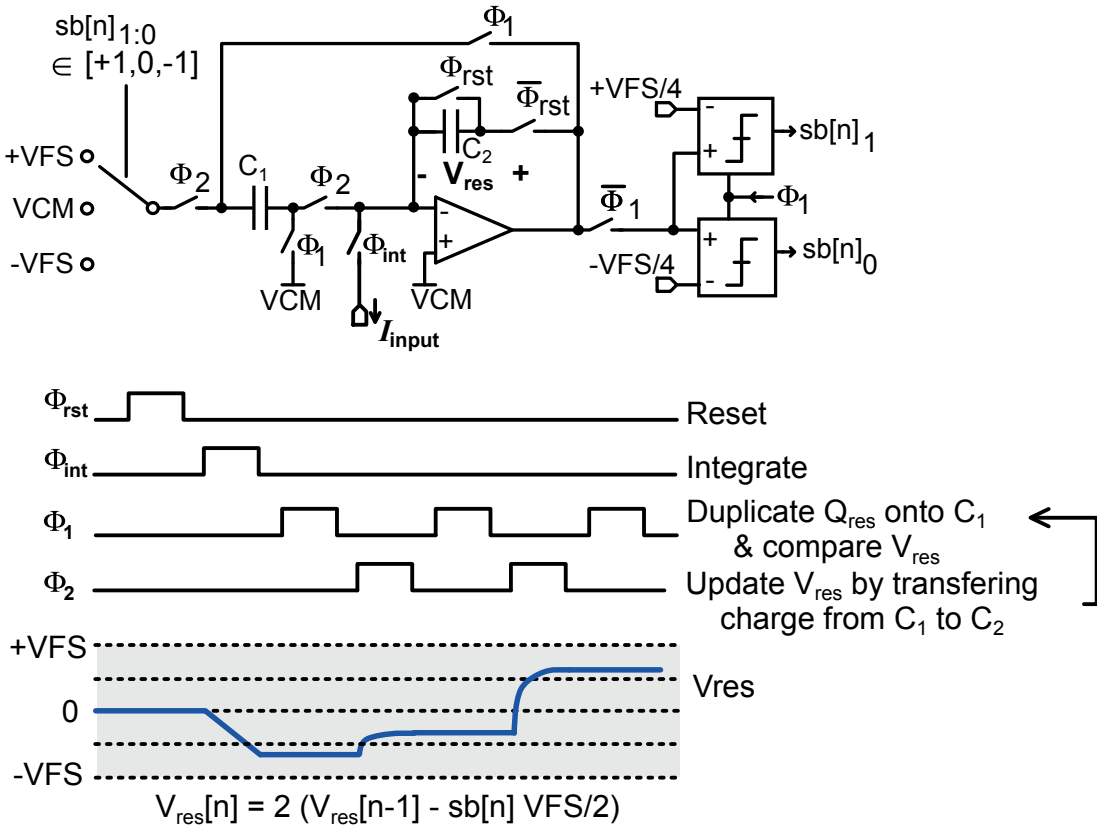 sb[n]1:0
∈ [+1,0,-1]
Φ1
Φrst
Φ̅rst
+VFS/4
-
+
sb[n]1
+VFS
VCM
-VFS
Φ2
C1
Φ2
C2
- Vres +
-
+
Φ̅1
Φ1
Φ1
Φint
VCM
VCM
Iinput
+
-
-VFS/4
sb[n]0
Φrst
Reset
Φint
Integrate
Φ1
Duplicate Qres onto C1
& compare Vres
Φ2
Update Vres by transfering
charge from C1 to C2
+VFS
0
-VFS
Vres
Vres[n] = 2 (Vres[n-1] - sb[n] VFS/2)